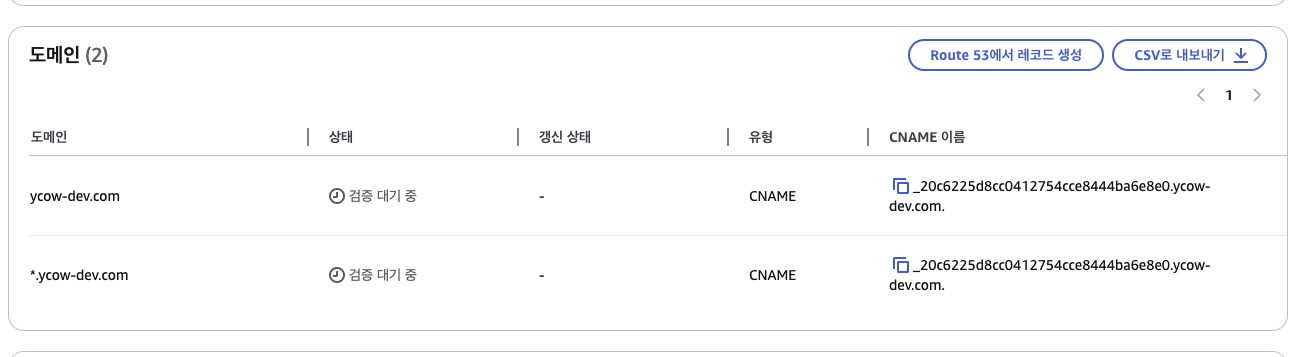 도메인 (2)
Route 53에서 레코드 생성
CSV로 내보내기
1
도메인
상태
갱신 상태
유형
CNAME 이름
ycow-dev.com
검증 대기 중
-
CNAME
_20c6225d8cc0412754cce8444ba6e8e0.ycow-
dev.com.
*.ycow-dev.com
검증 대기 중
-
CNAME
_20c6225d8cc0412754cce8444ba6e8e0.ycow-
dev.com.